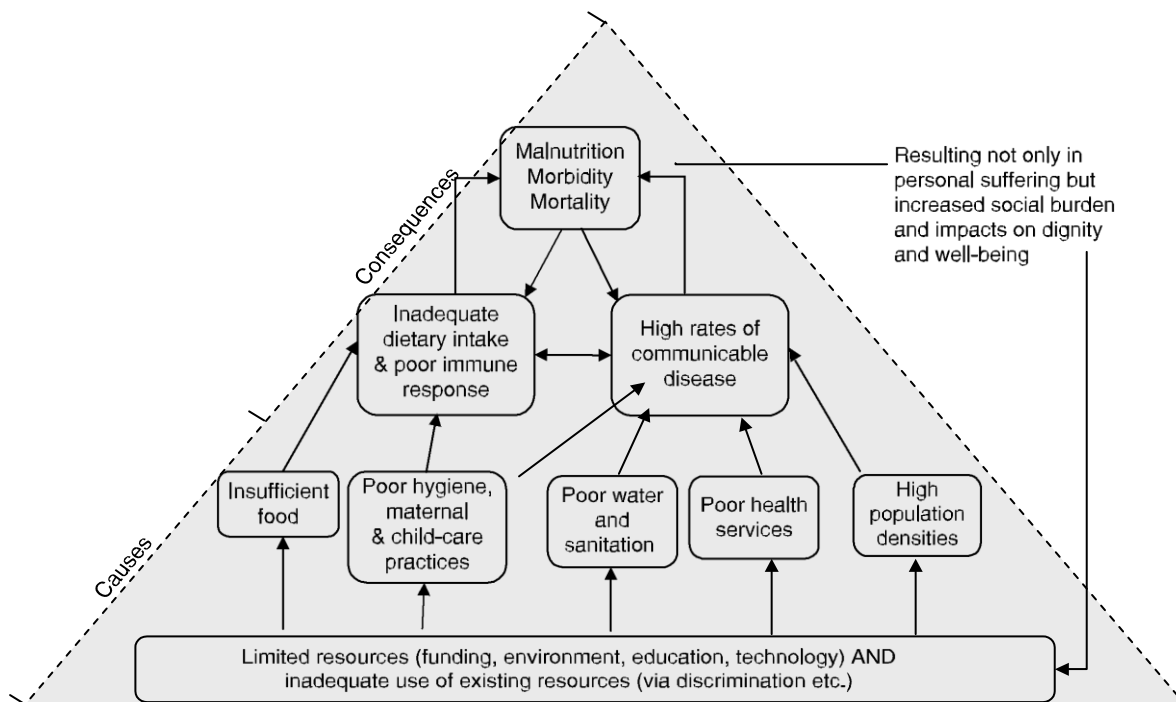 Malnutrition
Morbidity
Mortality
Resulting not only in
personal suffering but
increased social burden
and impacts on dignity
and well-being
Consequences
Inadequate
dietary intake
& poor immune
response
High rates of
communicable
disease
Causes
Insufficient
food
Poor hygiene,
maternal
& child-care
practices
Poor water
and
sanitation
Poor health
services
High
population
densities
Limited resources (funding, environment, education, technology) AND
inadequate use of existing resources (via discrimination etc.)